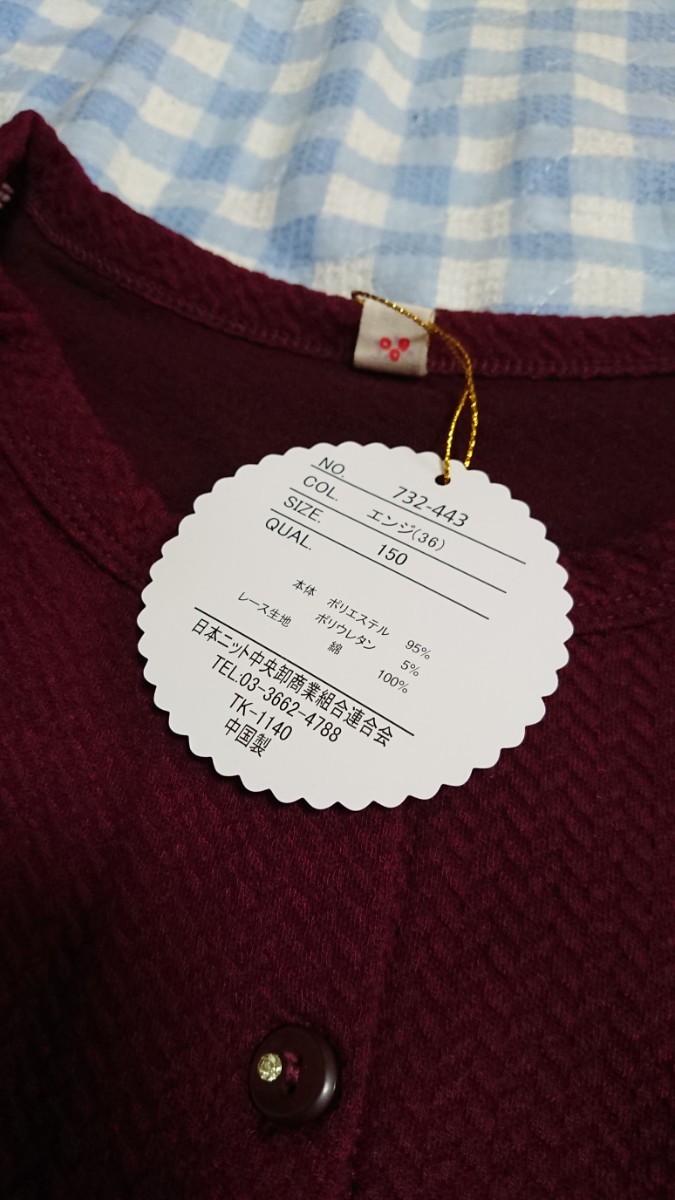 NO. 732-443
COL. エンジ(36)
SIZE. 150
QUAL.
本体 ポリエステル 95%
ポリウレタン 5%
レース生地 綿 100%
日本ニット中央卸商業組合連合会
TEL:03-3662-4788
TK-1140
中国製